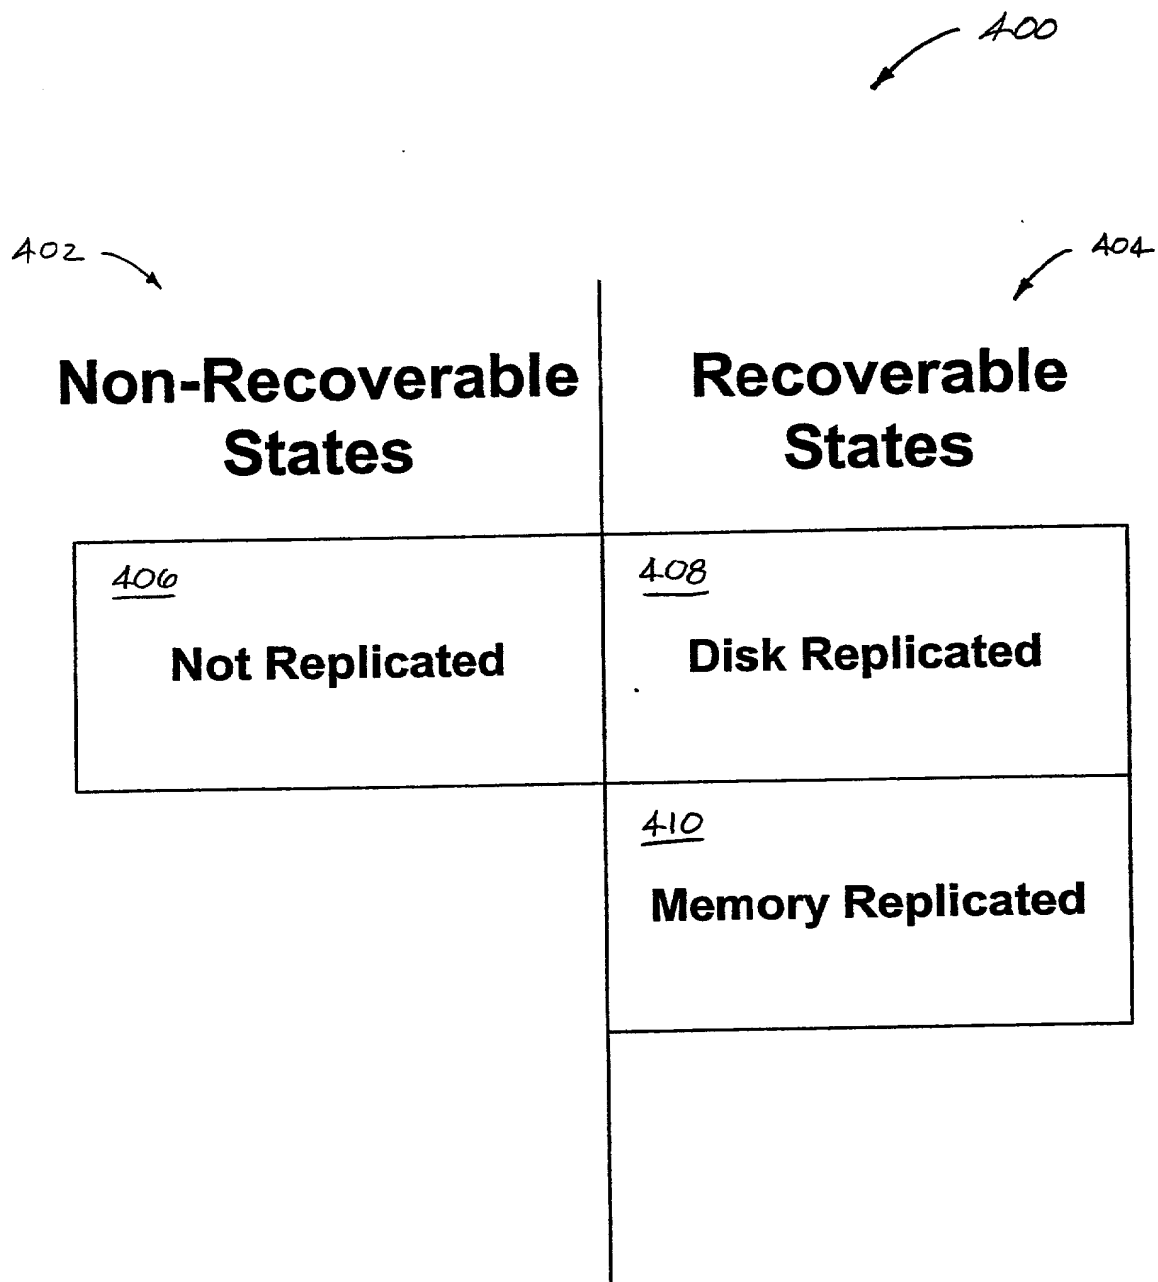 400
402
404
Non-Recoverable
States
Recoverable
States
406
Not Replicated
408
Disk Replicated
410
Memory Replicated